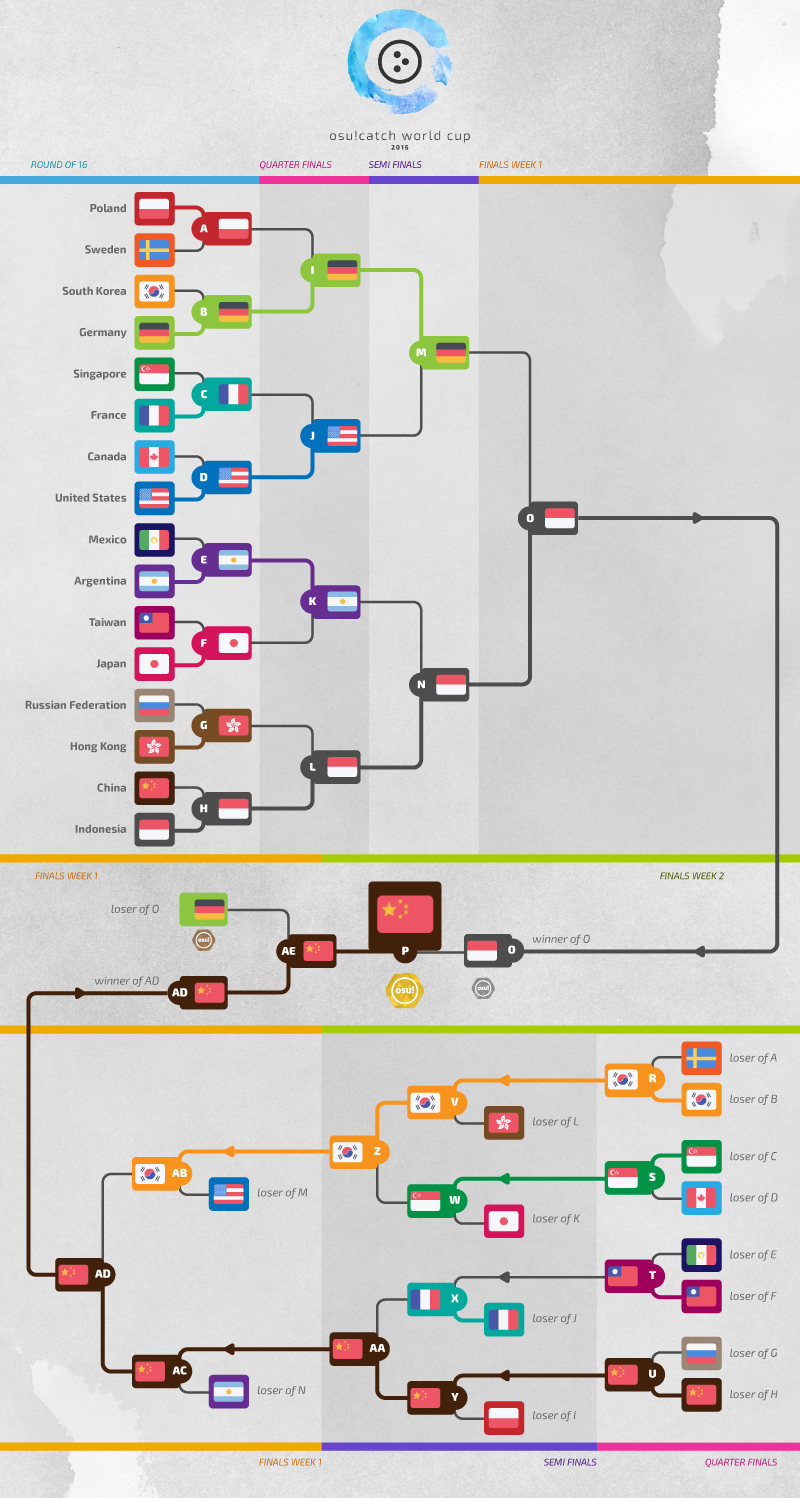 osu!catch world cup
2016
ROUND OF 16
QUARTER FINALS
SEMI FINALS
FINALS WEEK 1
Poland
A
Sweden
I
South Korea
B
Germany
M
Singapore
C
France
J
Canada
D
United States
O
Mexico
E
Argentina
K
Taiwan
F
Japan
N
Russian Federation
G
Hong Kong
L
China
H
Indonesia
FINALS WEEK 1
FINALS WEEK 2
loser of O
osu!
AE
P
O
winner of O
winner of AD
AD
osu!
osu!
R
loser of A
loser of B
V
loser of L
Z
AB
loser of M
S
loser of C
loser of D
W
loser of K
AD
T
loser of E
loser of F
X
loser of J
AA
AC
loser of N
U
loser of G
loser of H
Y
loser of I
FINALS WEEK 1
SEMI FINALS
QUARTER FINALS